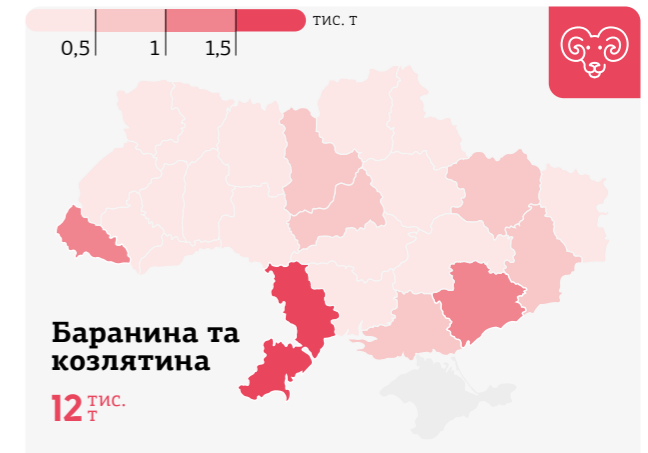 тис. т
0,5 1 1,5
Баранина та
козлятина
12 тис.
т